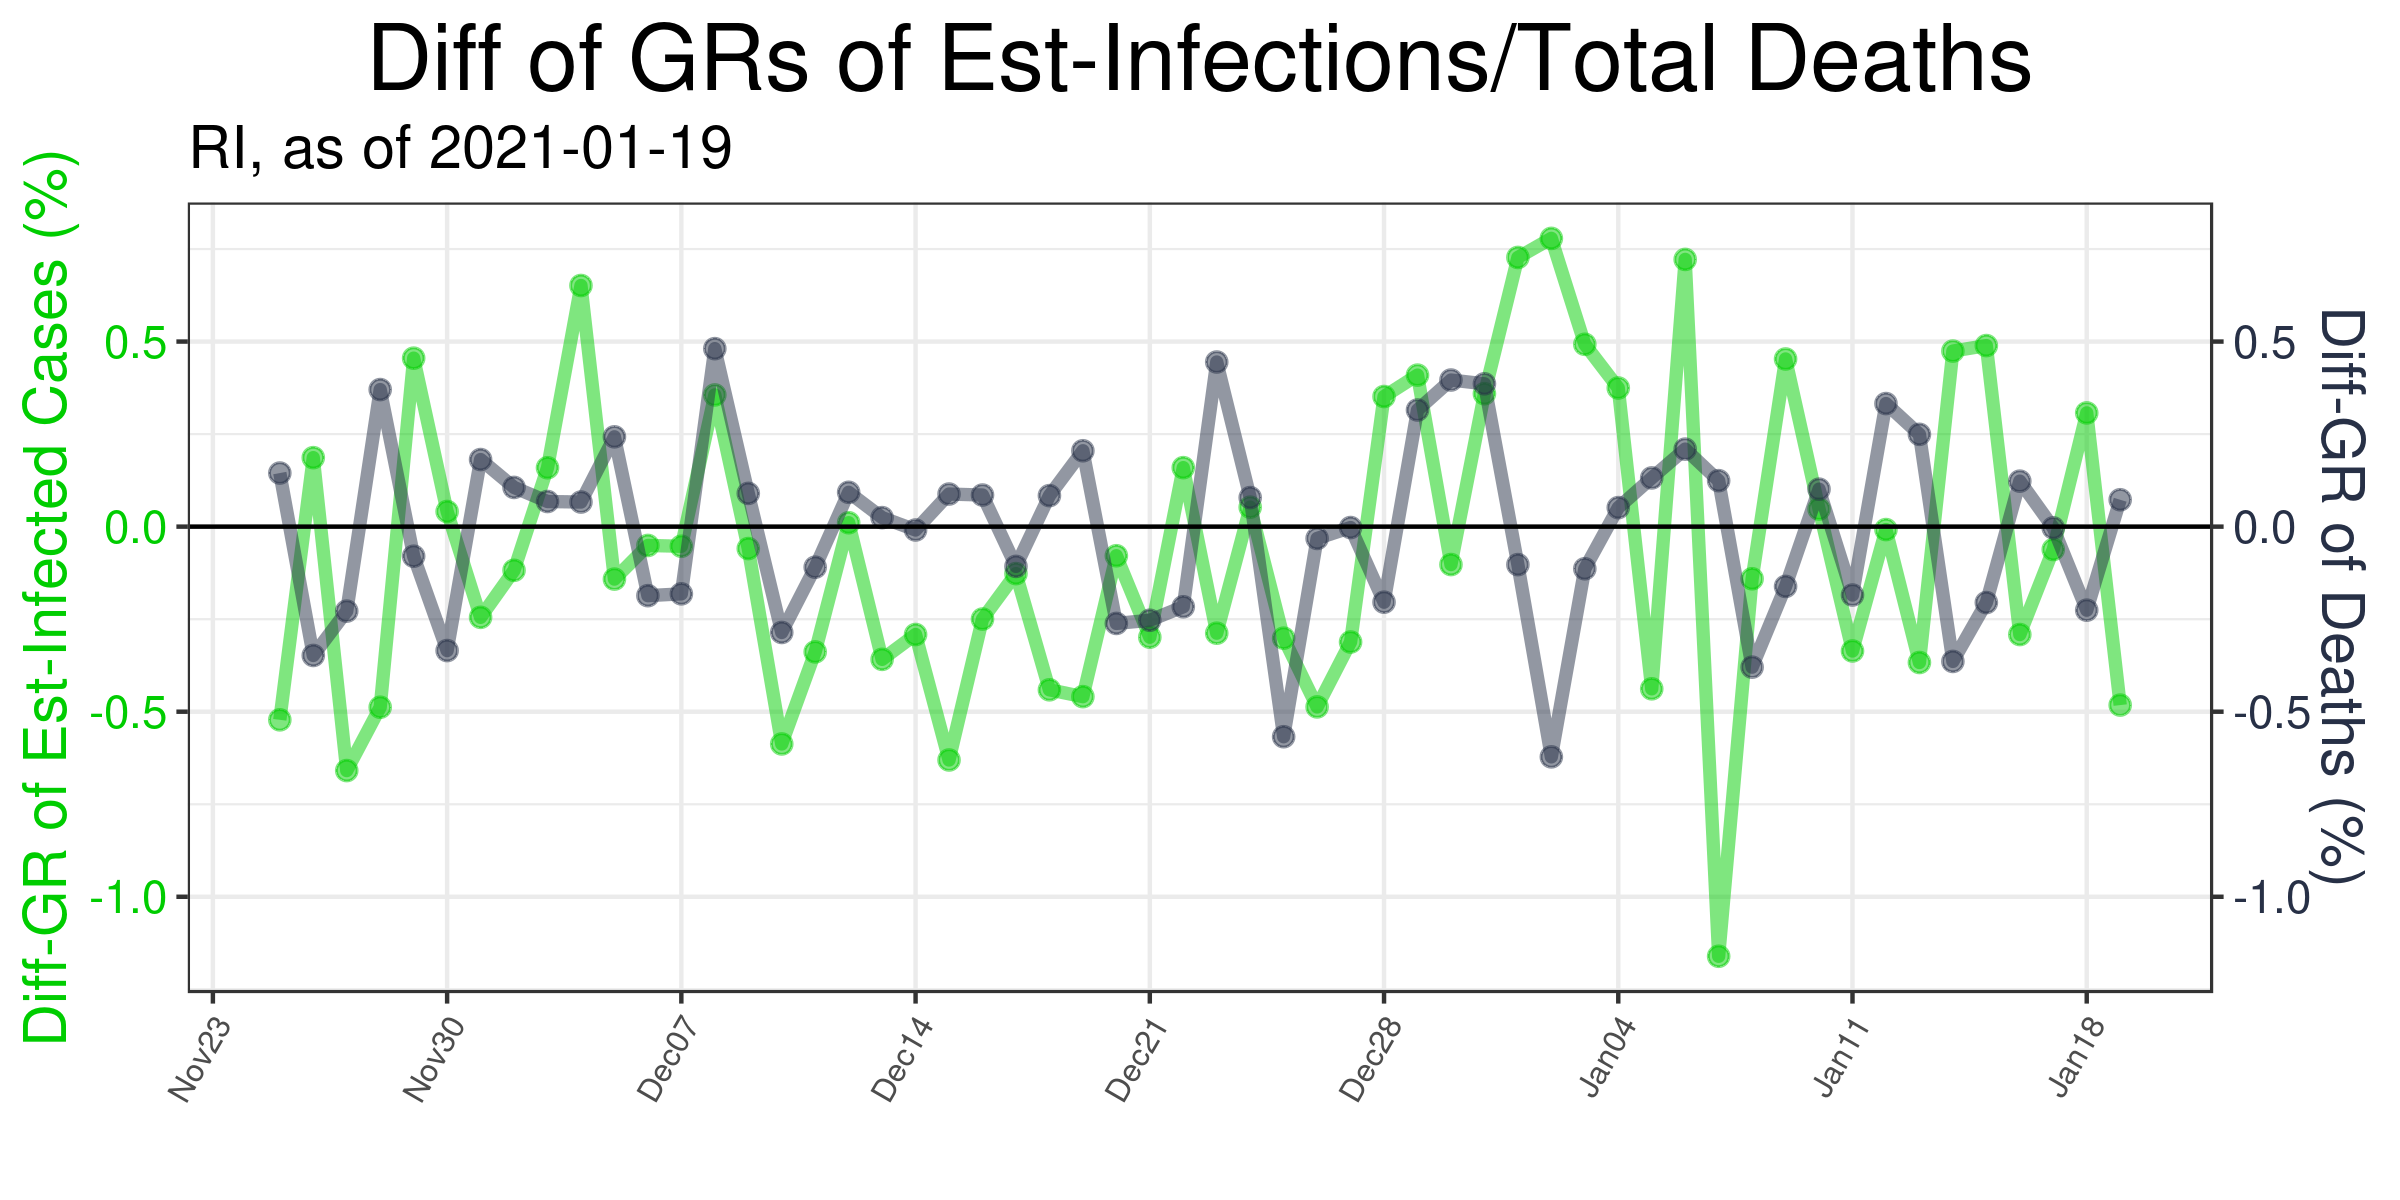 Diff of GRs of Est-Infections/Total Deaths
RI, as of 2021-01-19
Diff-GR of Est-Infected Cases (%)
0.5
0.0
-0.5
-1.0
0.5
0.0
-0.5
-1.0
Diff-GR of Deaths (%)
Nov23
Nov30
Dec07
Dec14
Dec21
Dec28
Jan04
Jan11
Jan18